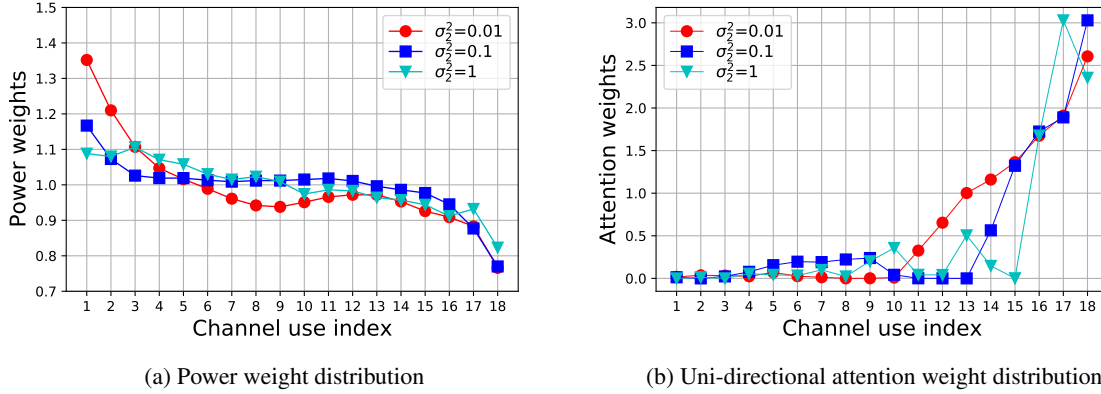 1.5
1.4
1.3
1.2
1.1
1.0
0.9
0.8
0.7
Power weights
σ₂²=0.01
σ₂²=0.1
σ₂²=1
1 2 3 4 5 6 7 8 9 10 11 12 13 14 15 16 17 18
Channel use index
(a) Power weight distribution
3.0
2.5
2.0
1.5
1.0
0.5
0.0
Attention weights
σ₂²=0.01
σ₂²=0.1
σ₂²=1
1 2 3 4 5 6 7 8 9 10 11 12 13 14 15 16 17 18
Channel use index
(b) Uni-directional attention weight distribution